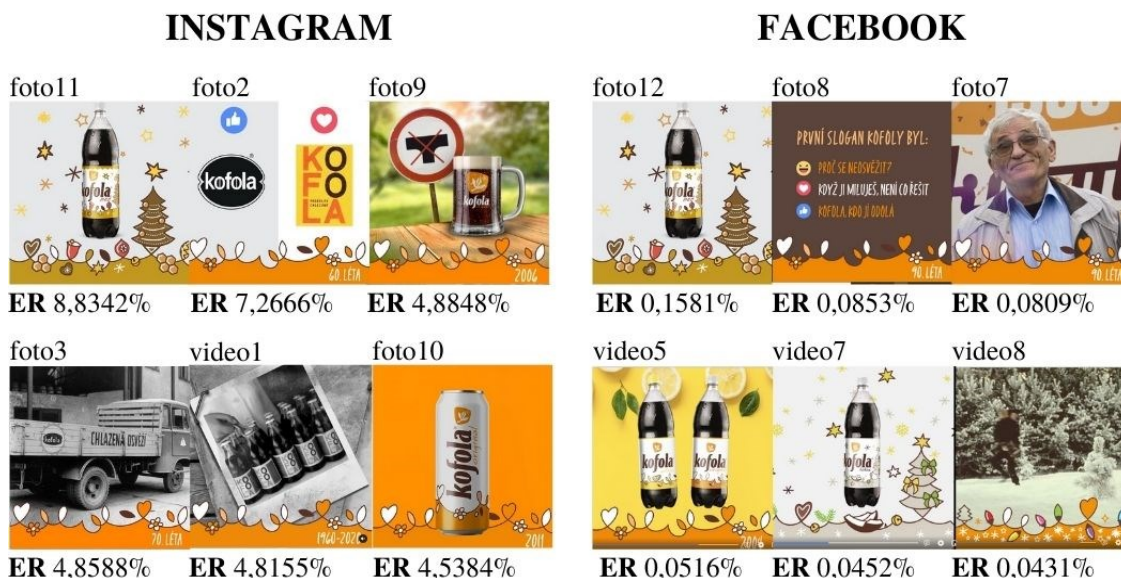 INSTAGRAM
FACEBOOK
foto11
foto2
foto9
foto12
foto8
foto7
kofola
kofola
KO
FO
LA
kofola
kofola
PRVNÍ SLOGAN KOFOLY BYL:
PROČ SE NEOSVĚŽIT?
KDYŽ JI MILUJEŠ, NENÍ CO ŘEŠIT
KOFOLA, KDO JÍ ODOLÁ
60. LÉTA
2006
90. LÉTA
90. LÉTA
ER 8,8342%
ER 7,2666%
ER 4,8848%
ER 0,1581%
ER 0,0853%
ER 0,0809%
foto3
video1
foto10
video5
video7
video8
kofola
CHLAZENÁ OSVĚŽÍ
kofola
kofola
kofola
kofola
70. LÉTA
1960-2020
2011
ER 4,8588%
ER 4,8155%
ER 4,5384%
ER 0,0516%
ER 0,0452%
ER 0,0431%